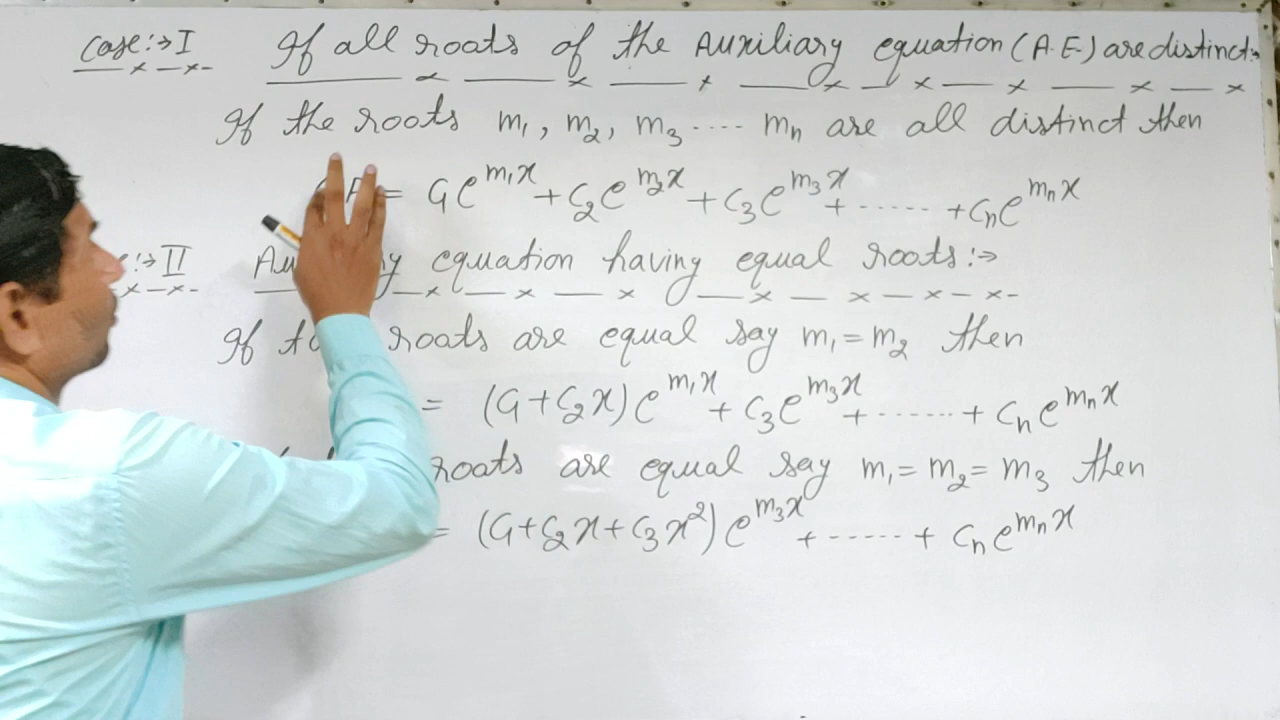 Case:→ I If all roots of the Auxiliary equation (A.E.) are distinct:→
If the roots m₁, m₂, m₃ ---- mₙ are all distinct then
= C₁e^{m₁x} + C₂e^{m₂x} + C₃e^{m₃x} + ------ + Cₙe^{mₙx}
:→ II equation having equal roots:→
If roots are equal say m₁ = m₂ then
= (C₁+C₂x)e^{m₁x} + C₃e^{m₃x} + ------ + Cₙe^{mₙx}
roots are equal say m₁ = m₂ = m₃ then
= (C₁+C₂x+C₃x²)e^{m₃x} + ----- + Cₙe^{mₙx}